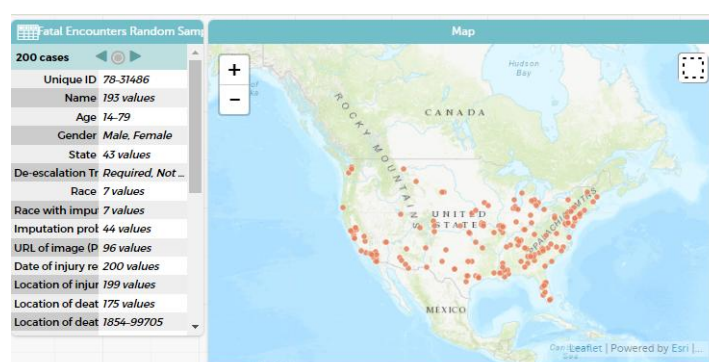 Fatal Encounters Random Samp
200 cases
Unique ID 78-31486
Name 193 values
Age 14-79
Gender Male, Female
State 43 values
De-escalation Tr Required, Not ...
Race 7 values
Race with impu 7 values
Imputation prob 44 values
URL of image (P 96 values
Date of injury re 200 values
Location of injur 199 values
Location of deat 175 values
Location of deat 1854-99705
Map
+
−
Hudson
Bay
CANADA
ROCKY MOUNTAINS
UNITED
STATES
APPALACHIAN MTNS
MEXICO
Leaflet | Powered by Esri |...